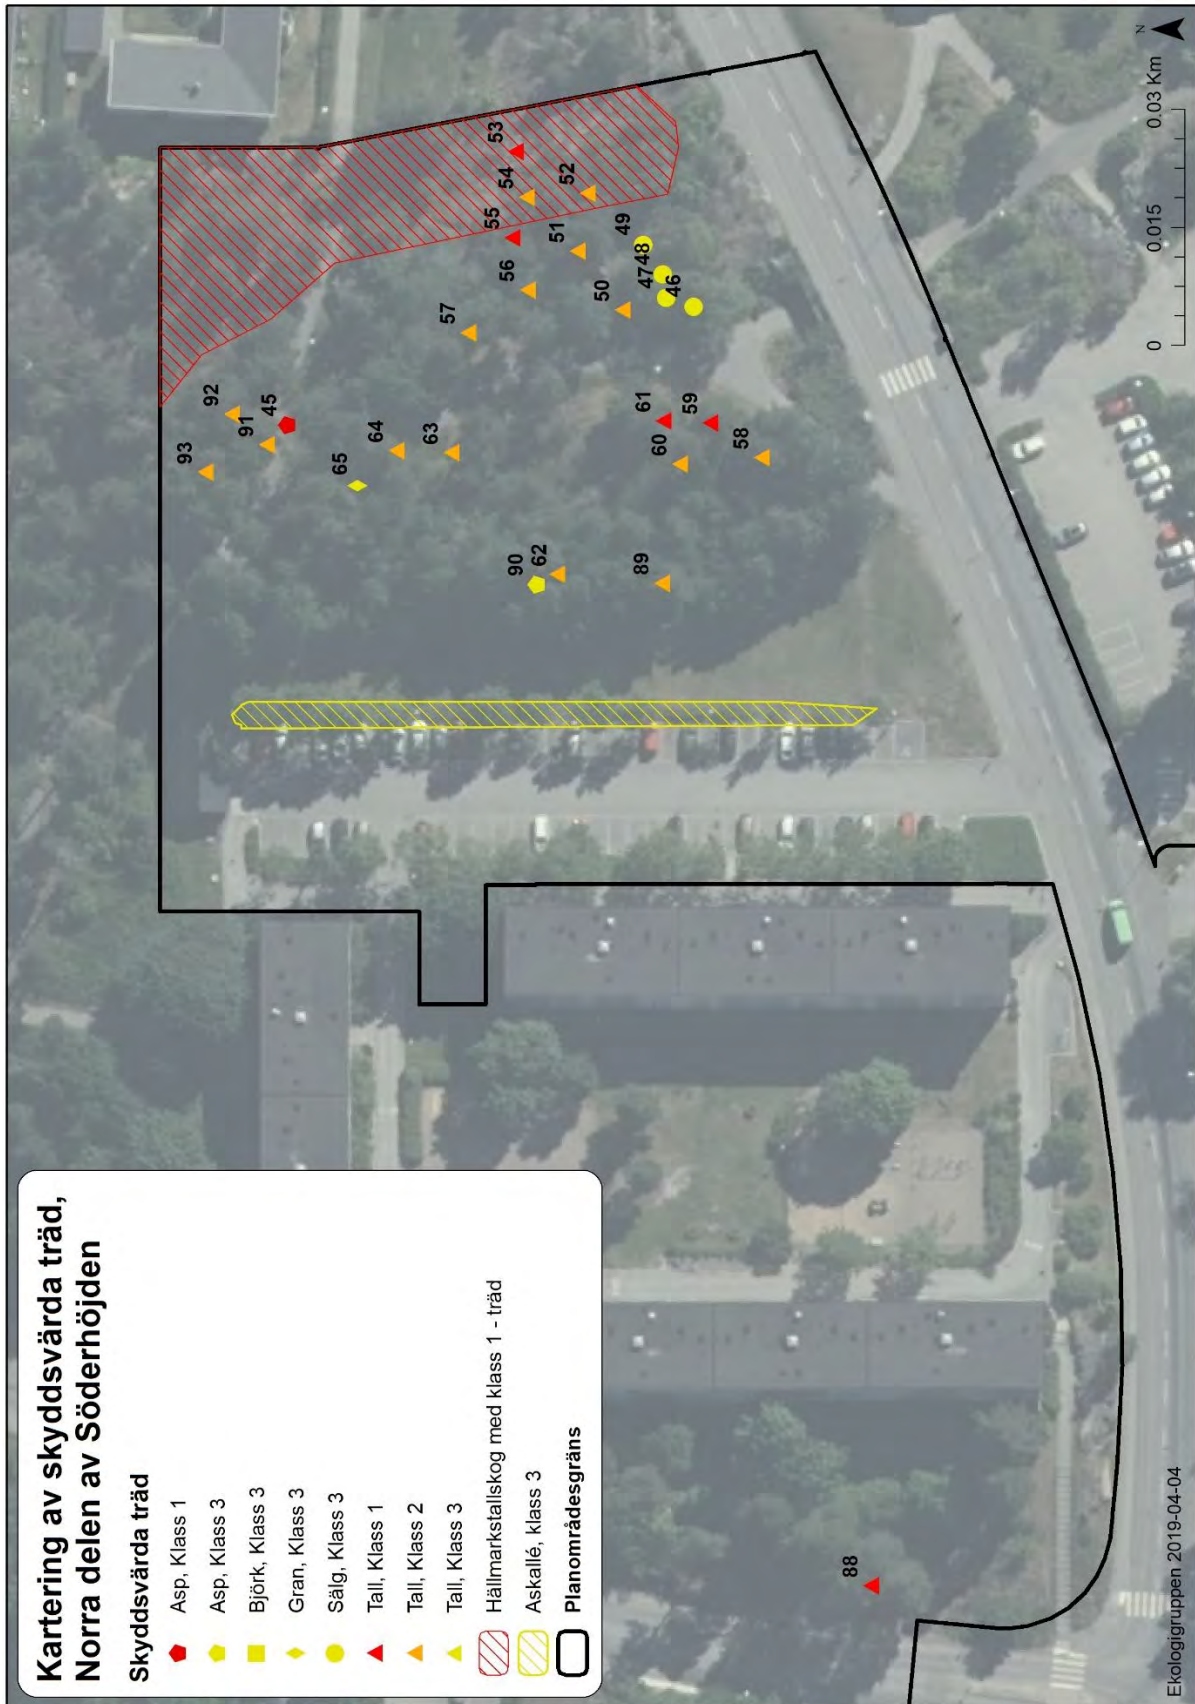 Kartering av skyddsvärda träd,
Norra delen av Söderhöjden
Skyddsvärda träd
Asp, Klass 1
Asp, Klass 3
Björk, Klass 3
Gran, Klass 3
Sälg, Klass 3
Tall, Klass 1
Tall, Klass 2
Tall, Klass 3
Hällmarkstallskog med klass 1 - träd
Askallé, klass 3
Planområdesgräns
93
92
91
45
65
64
63
57
56
55
54
53
52
51
50
49
48
47
46
61
60
59
58
90
62
89
88
N
0 0.015 0.03 Km
Ekologigruppen 2019-04-04